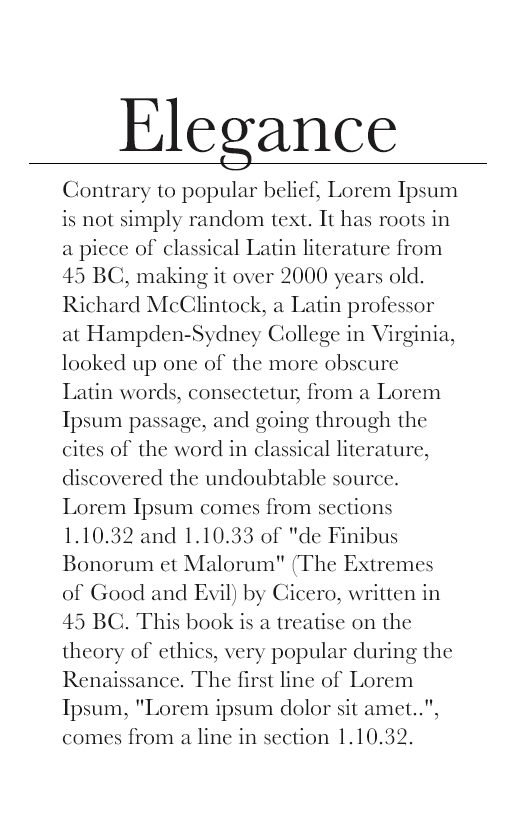 Elegance
Contrary to popular belief, Lorem Ipsum
is not simply random text. It has roots in
a piece of classical Latin literature from
45 BC, making it over 2000 years old.
Richard McClintock, a Latin professor
at Hampden-Sydney College in Virginia,
looked up one of the more obscure
Latin words, consectetur, from a Lorem
Ipsum passage, and going through the
cites of the word in classical literature,
discovered the undoubtable source.
Lorem Ipsum comes from sections
1.10.32 and 1.10.33 of "de Finibus
Bonorum et Malorum" (The Extremes
of Good and Evil) by Cicero, written in
45 BC. This book is a treatise on the
theory of ethics, very popular during the
Renaissance. The first line of Lorem
Ipsum, "Lorem ipsum dolor sit amet..",
comes from a line in section 1.10.32.